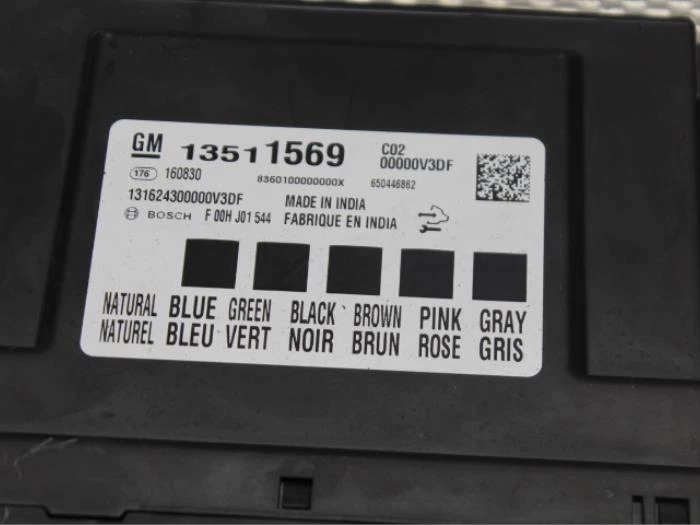 GM 13511569 C02
00000V3DF
176 160830 8360100000000X 650446862
131624300000V3DF MADE IN INDIA
BOSCH F 00H J01 544 FABRIQUE EN INDIA
NATURAL BLUE GREEN BLACK BROWN PINK GRAY
NATUREL BLEU VERT NOIR BRUN ROSE GRIS